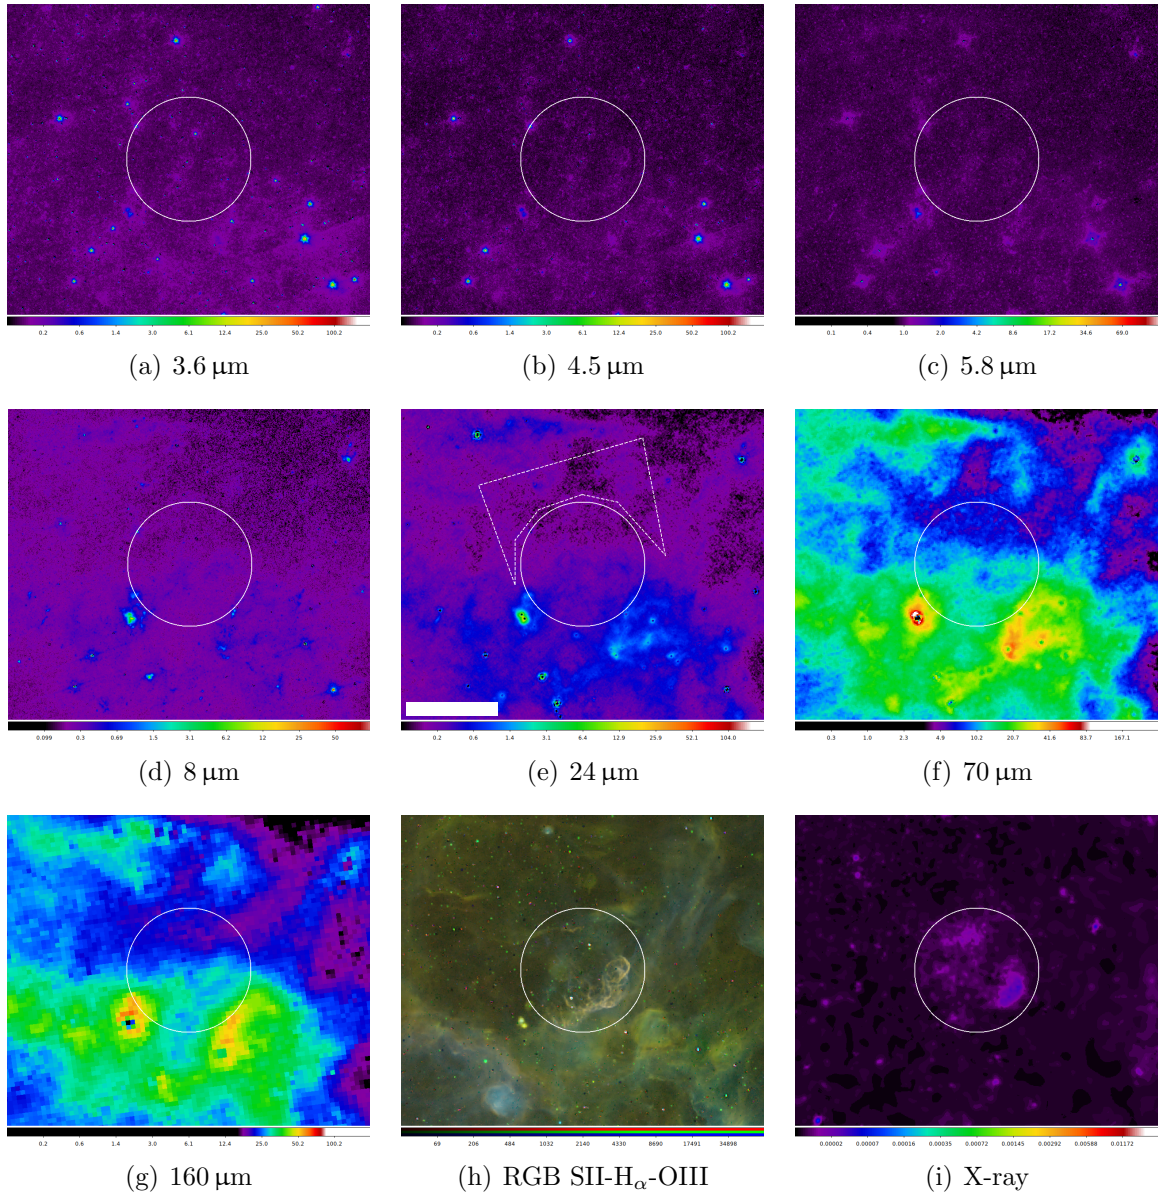 0.2 0.6 1.4 3.0 6.1 12.4 25.0 50.2 100.2
0.2 0.6 1.4 3.0 6.1 12.4 25.0 50.2 100.2
0.1 0.4 1.0 2.0 4.2 8.6 17.2 34.6 69.0
(a) 3.6 µm
(b) 4.5 µm
(c) 5.8 µm
0.099 0.3 0.69 1.5 3.1 6.2 12 25 50
0.2 0.6 1.4 3.1 6.4 12.9 25.9 52.1 104.0
0.3 1.0 2.3 4.9 10.2 20.7 41.6 83.7 167.1
(d) 8 µm
(e) 24 µm
(f) 70 µm
0.2 0.6 1.4 3.0 6.1 12.4 25.0 50.2 100.2
69 206 484 1032 2140 4330 8690 17491 34898
0.00002 0.00007 0.00016 0.00035 0.00072 0.00145 0.00292 0.00588 0.01172
(g) 160 µm
(h) RGB SII-Hα-OIII
(i) X-ray